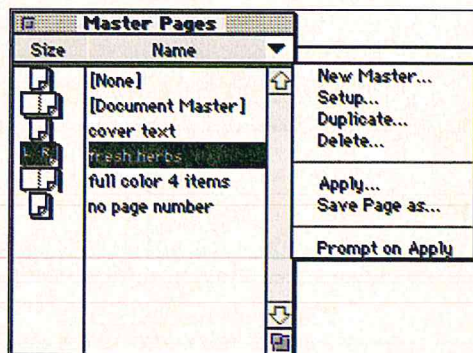 Master Pages
Size Name
[None]
[Document Master]
cover text
fresh herbs
full color 4 items
no page number
New Master...
Setup...
Duplicate...
Delete...
Apply...
Save Page as...
Prompt on Apply